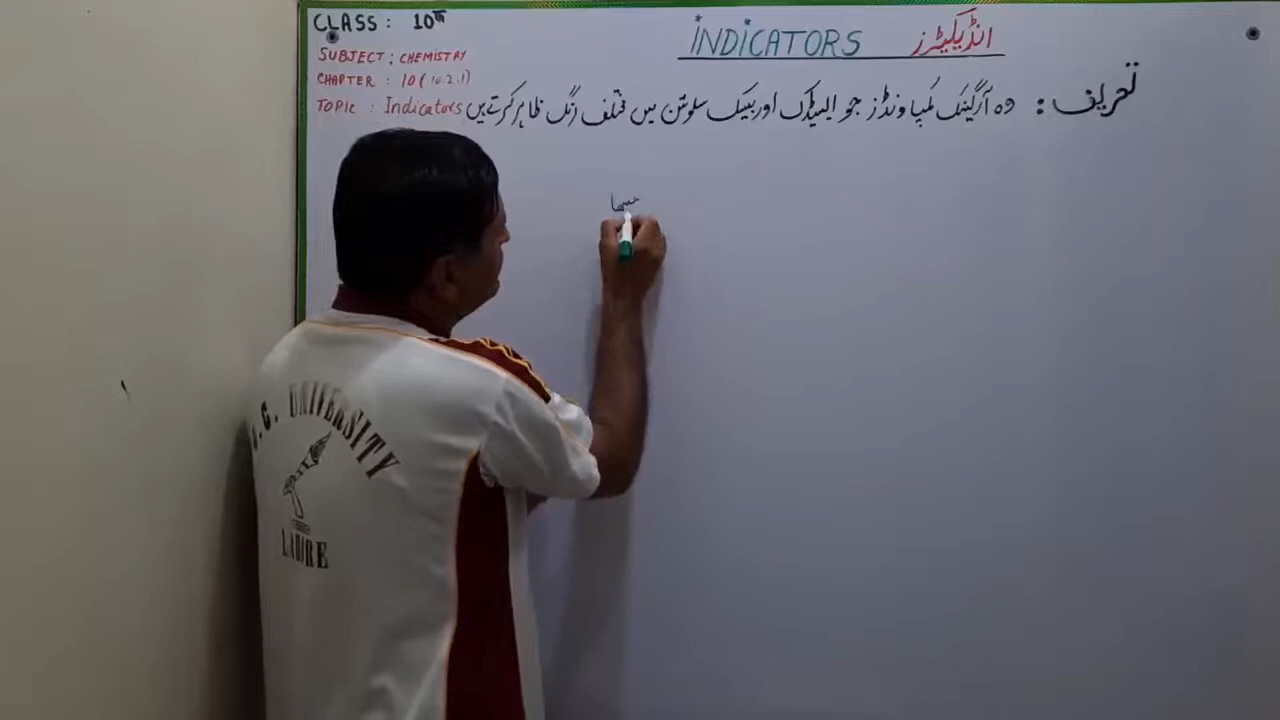 CLASS: 10th
INDICATORS انڈیکیٹرز
SUBJECT: CHEMISTRY
CHAPTER: 10 (10.2.1)
TOPIC: Indicators
تعریف: وہ آرگینک کمپاونڈز جو ایسیڈک اور بیسک سلوشن میں مختلف رنگ ظاہر کرتے ہیں
G.C. UNIVERSITY
LAHORE